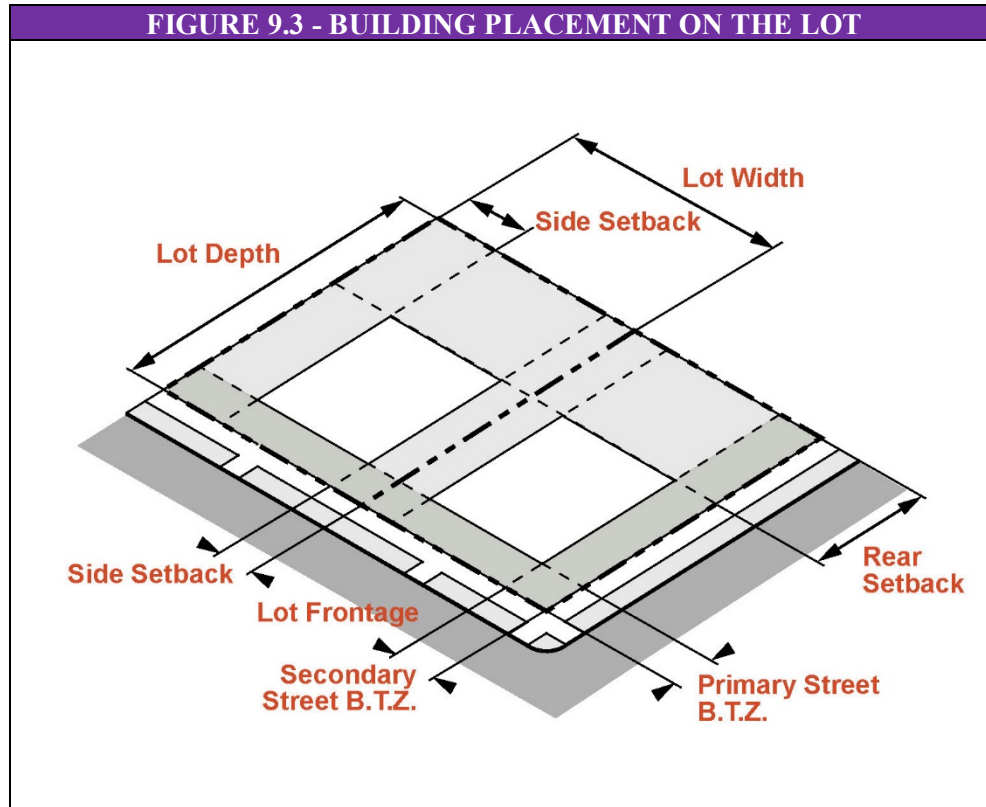 FIGURE 9.3 - BUILDING PLACEMENT ON THE LOT
Lot Width
Side Setback
Lot Depth
Side Setback
Rear
Setback
Lot Frontage
Secondary
Street B.T.Z.
Primary Street
B.T.Z.